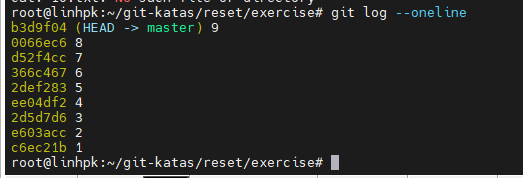 root@linhpk:~/git-katas/reset/exercise# git log --oneline
b3d9f04 (HEAD -> master) 9
0066ec6 8
d52f4cc 7
366c467 6
2def283 5
ee04df2 4
2d5d7d6 3
e603acc 2
c6ec21b 1
root@linhpk:~/git-katas/reset/exercise#